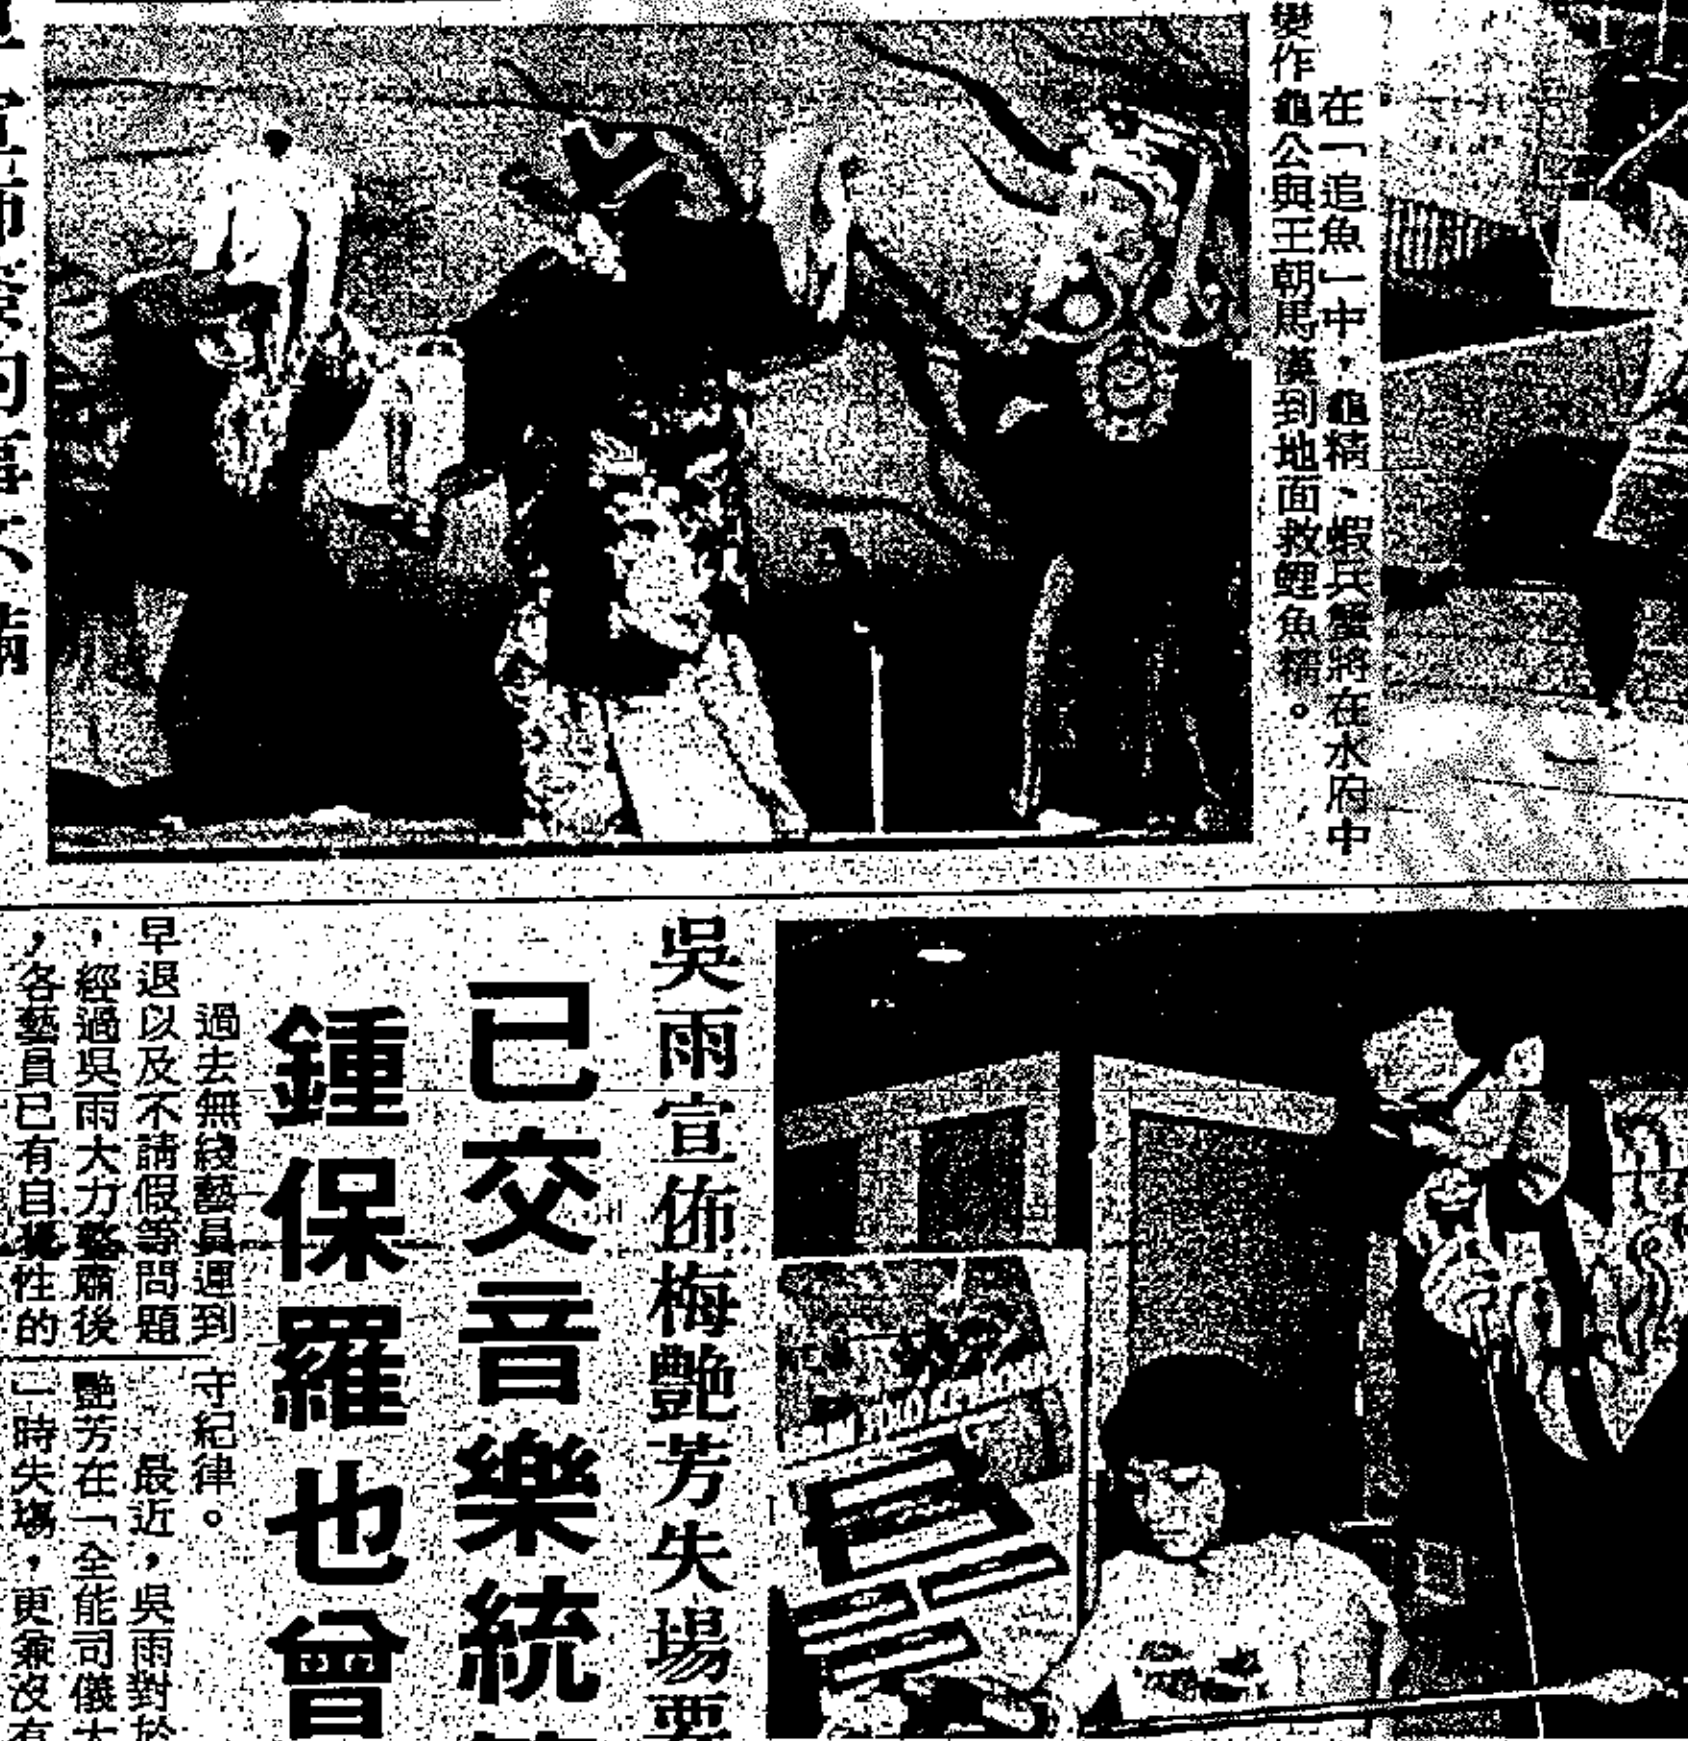 在「追魚」中，龜精、蝦兵蟹將在水府中
變作龜公與王朝馬漢到地面救鯉魚精。
吳雨宣佈梅艷芳失場要
已交音樂統
鍾保羅也曾
過去無綫藝員遲到
早退以及不請假等問題
，經過吳雨大力整肅後
，各藝員已有自覺性的
守紀律。
最近，吳雨對於
艷芳在「全能司儀大
」時失場，更兼沒有